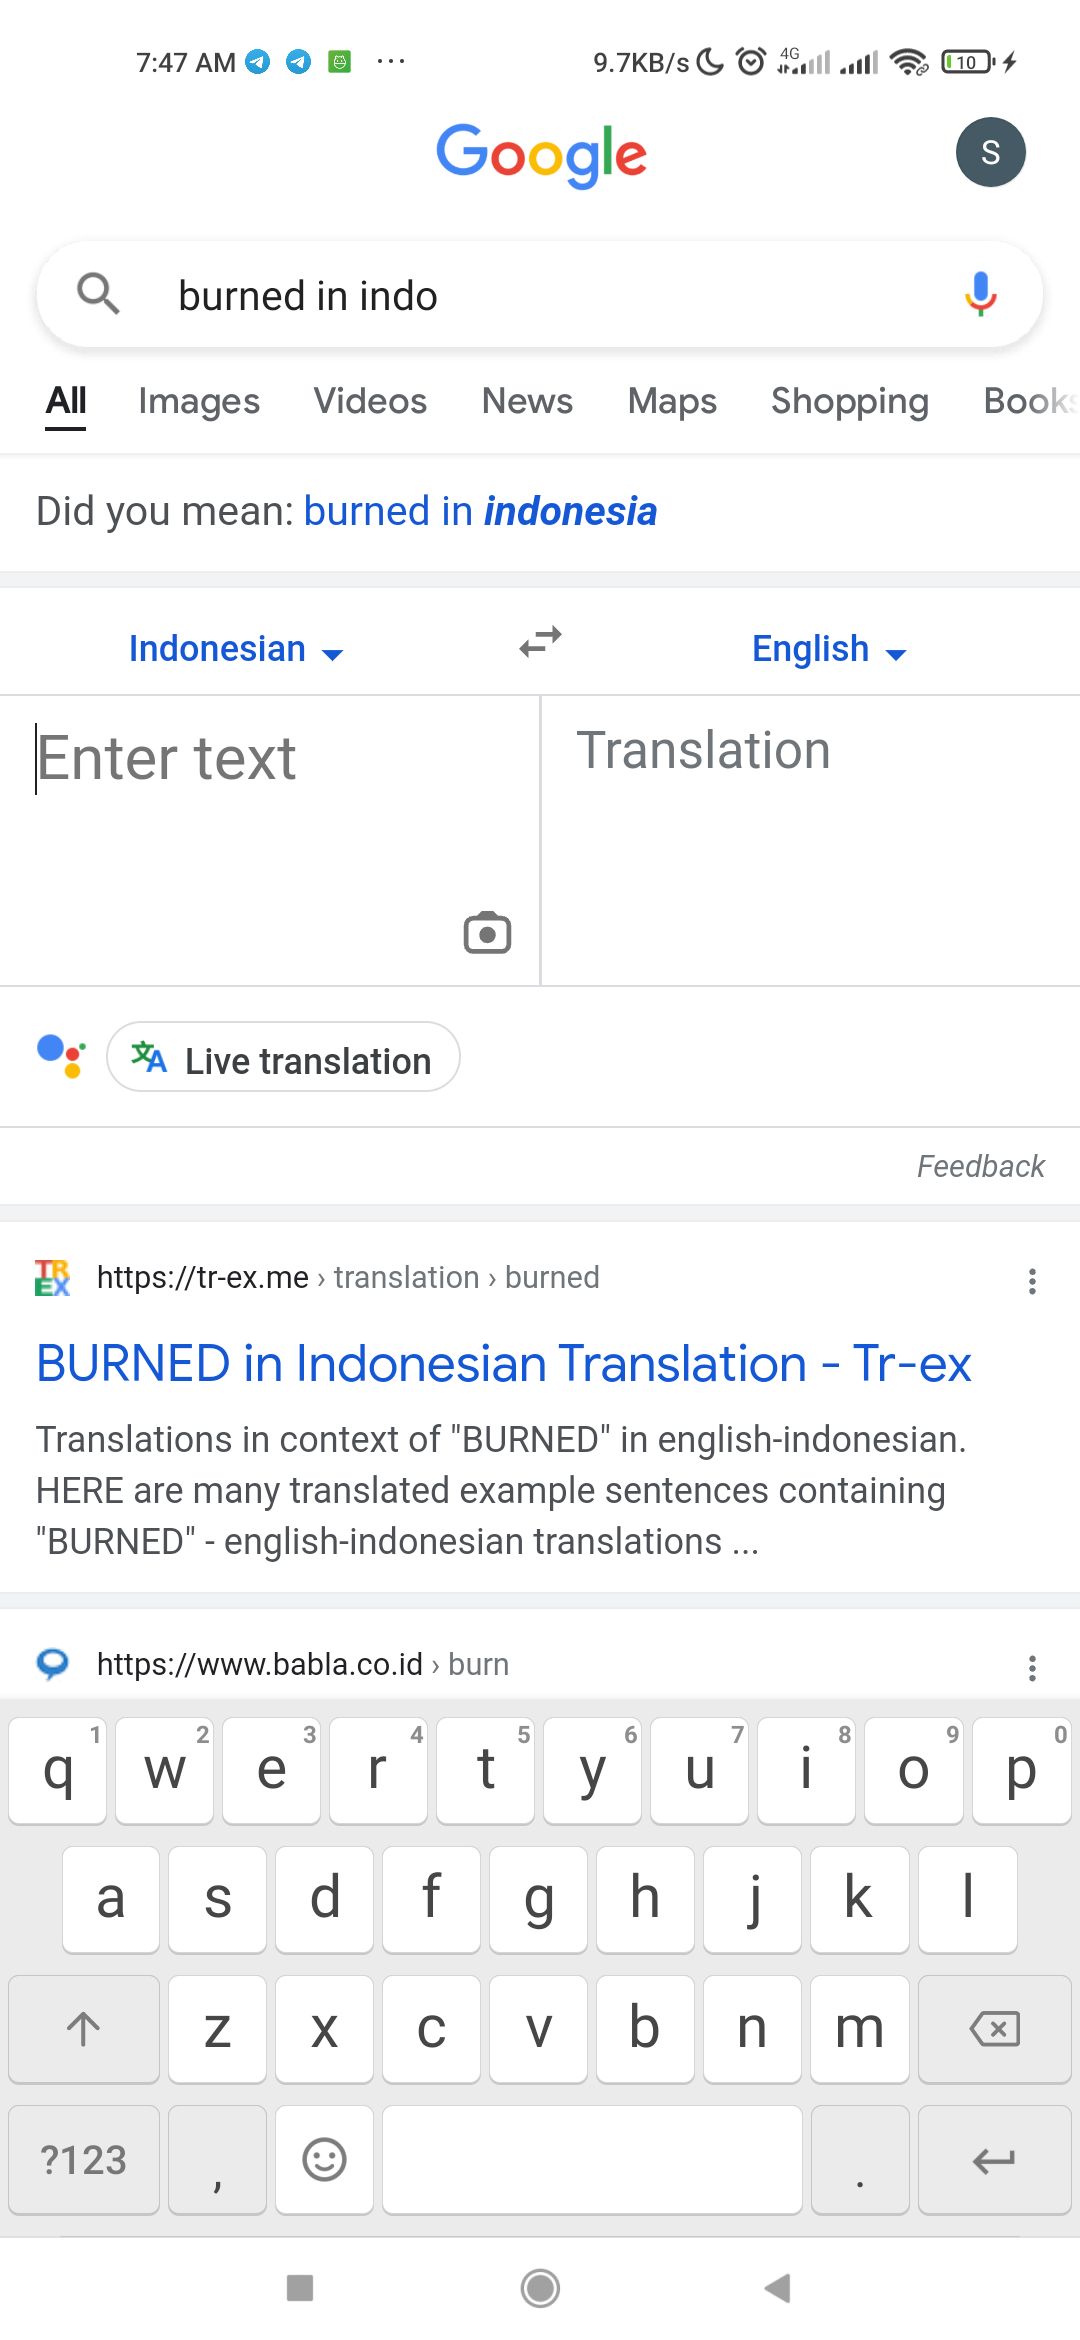 7:47 AM ... 9.7KB/s 4G 10
Google
S
burned in indo
All Images Videos News Maps Shopping Books
Did you mean: burned in indonesia
Indonesian English
Enter text Translation
文A Live translation
Feedback
TR
EX
https://tr-ex.me › translation › burned
BURNED in Indonesian Translation - Tr-ex
Translations in context of "BURNED" in english-indonesian.
HERE are many translated example sentences containing
"BURNED" - english-indonesian translations ...
https://www.babla.co.id › burn
q 1 w 2 e 3 r 4 t 5 y 6 u 7 i 8 o 9 p 0
a s d f g h j k l
z x c v b n m
?123 , .